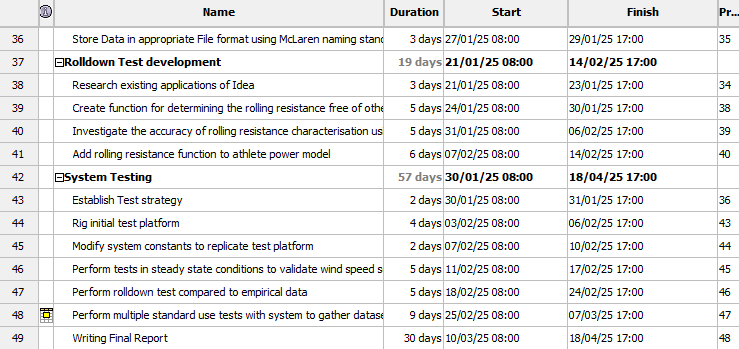 Name Duration Start Finish Pr...
36 Store Data in appropriate File format using McLaren naming stand 3 days 27/01/25 08:00 29/01/25 17:00 35
37 Rolldown Test development 19 days 21/01/25 08:00 14/02/25 17:00
38 Research existing applications of Idea 3 days 21/01/25 08:00 23/01/25 17:00 34
39 Create function for determining the rolling resistance free of othe 5 days 24/01/25 08:00 30/01/25 17:00 38
40 Investigate the accuracy of rolling resistance characterisation us 5 days 31/01/25 08:00 06/02/25 17:00 39
41 Add rolling resistance function to athlete power model 6 days 07/02/25 08:00 14/02/25 17:00 40
42 System Testing 57 days 30/01/25 08:00 18/04/25 17:00
43 Establish Test strategy 2 days 30/01/25 08:00 31/01/25 17:00 36
44 Rig initial test platform 4 days 03/02/25 08:00 06/02/25 17:00 43
45 Modify system constants to replicate test platform 2 days 07/02/25 08:00 10/02/25 17:00 44
46 Perform tests in steady state conditions to validate wind speed s 5 days 11/02/25 08:00 17/02/25 17:00 45
47 Perform rolldown test compared to empirical data 5 days 18/02/25 08:00 24/02/25 17:00 46
48 Perform multiple standard use tests with system to gather datase 9 days 25/02/25 08:00 07/03/25 17:00 47
49 Writing Final Report 30 days 10/03/25 08:00 18/04/25 17:00 48